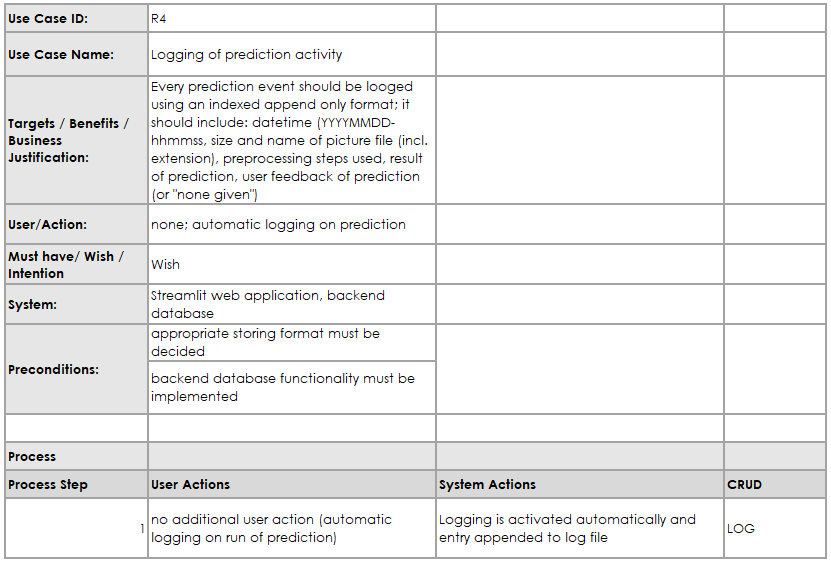 Use Case ID:
R4
Use Case Name:
Logging of prediction activity
Targets / Benefits /
Business
Justification:
Every prediction event should be looged
using an indexed append only format; it
should include: datetime (YYYYMMDD-
hhmmss, size and name of picture file (incl.
extension), preprocessing steps used, result
of prediction, user feedback of prediction
(or "none given")
User/Action:
none; automatic logging on prediction
Must have/ Wish /
Intention
Wish
System:
Streamlit web application, backend
database
Preconditions:
appropriate storing format must be
decided
backend database functionality must be
implemented
Process
Process Step
User Actions
System Actions
CRUD
1
no additional user action (automatic
logging on run of prediction)
Logging is activated automatically and
entry appended to log file
LOG